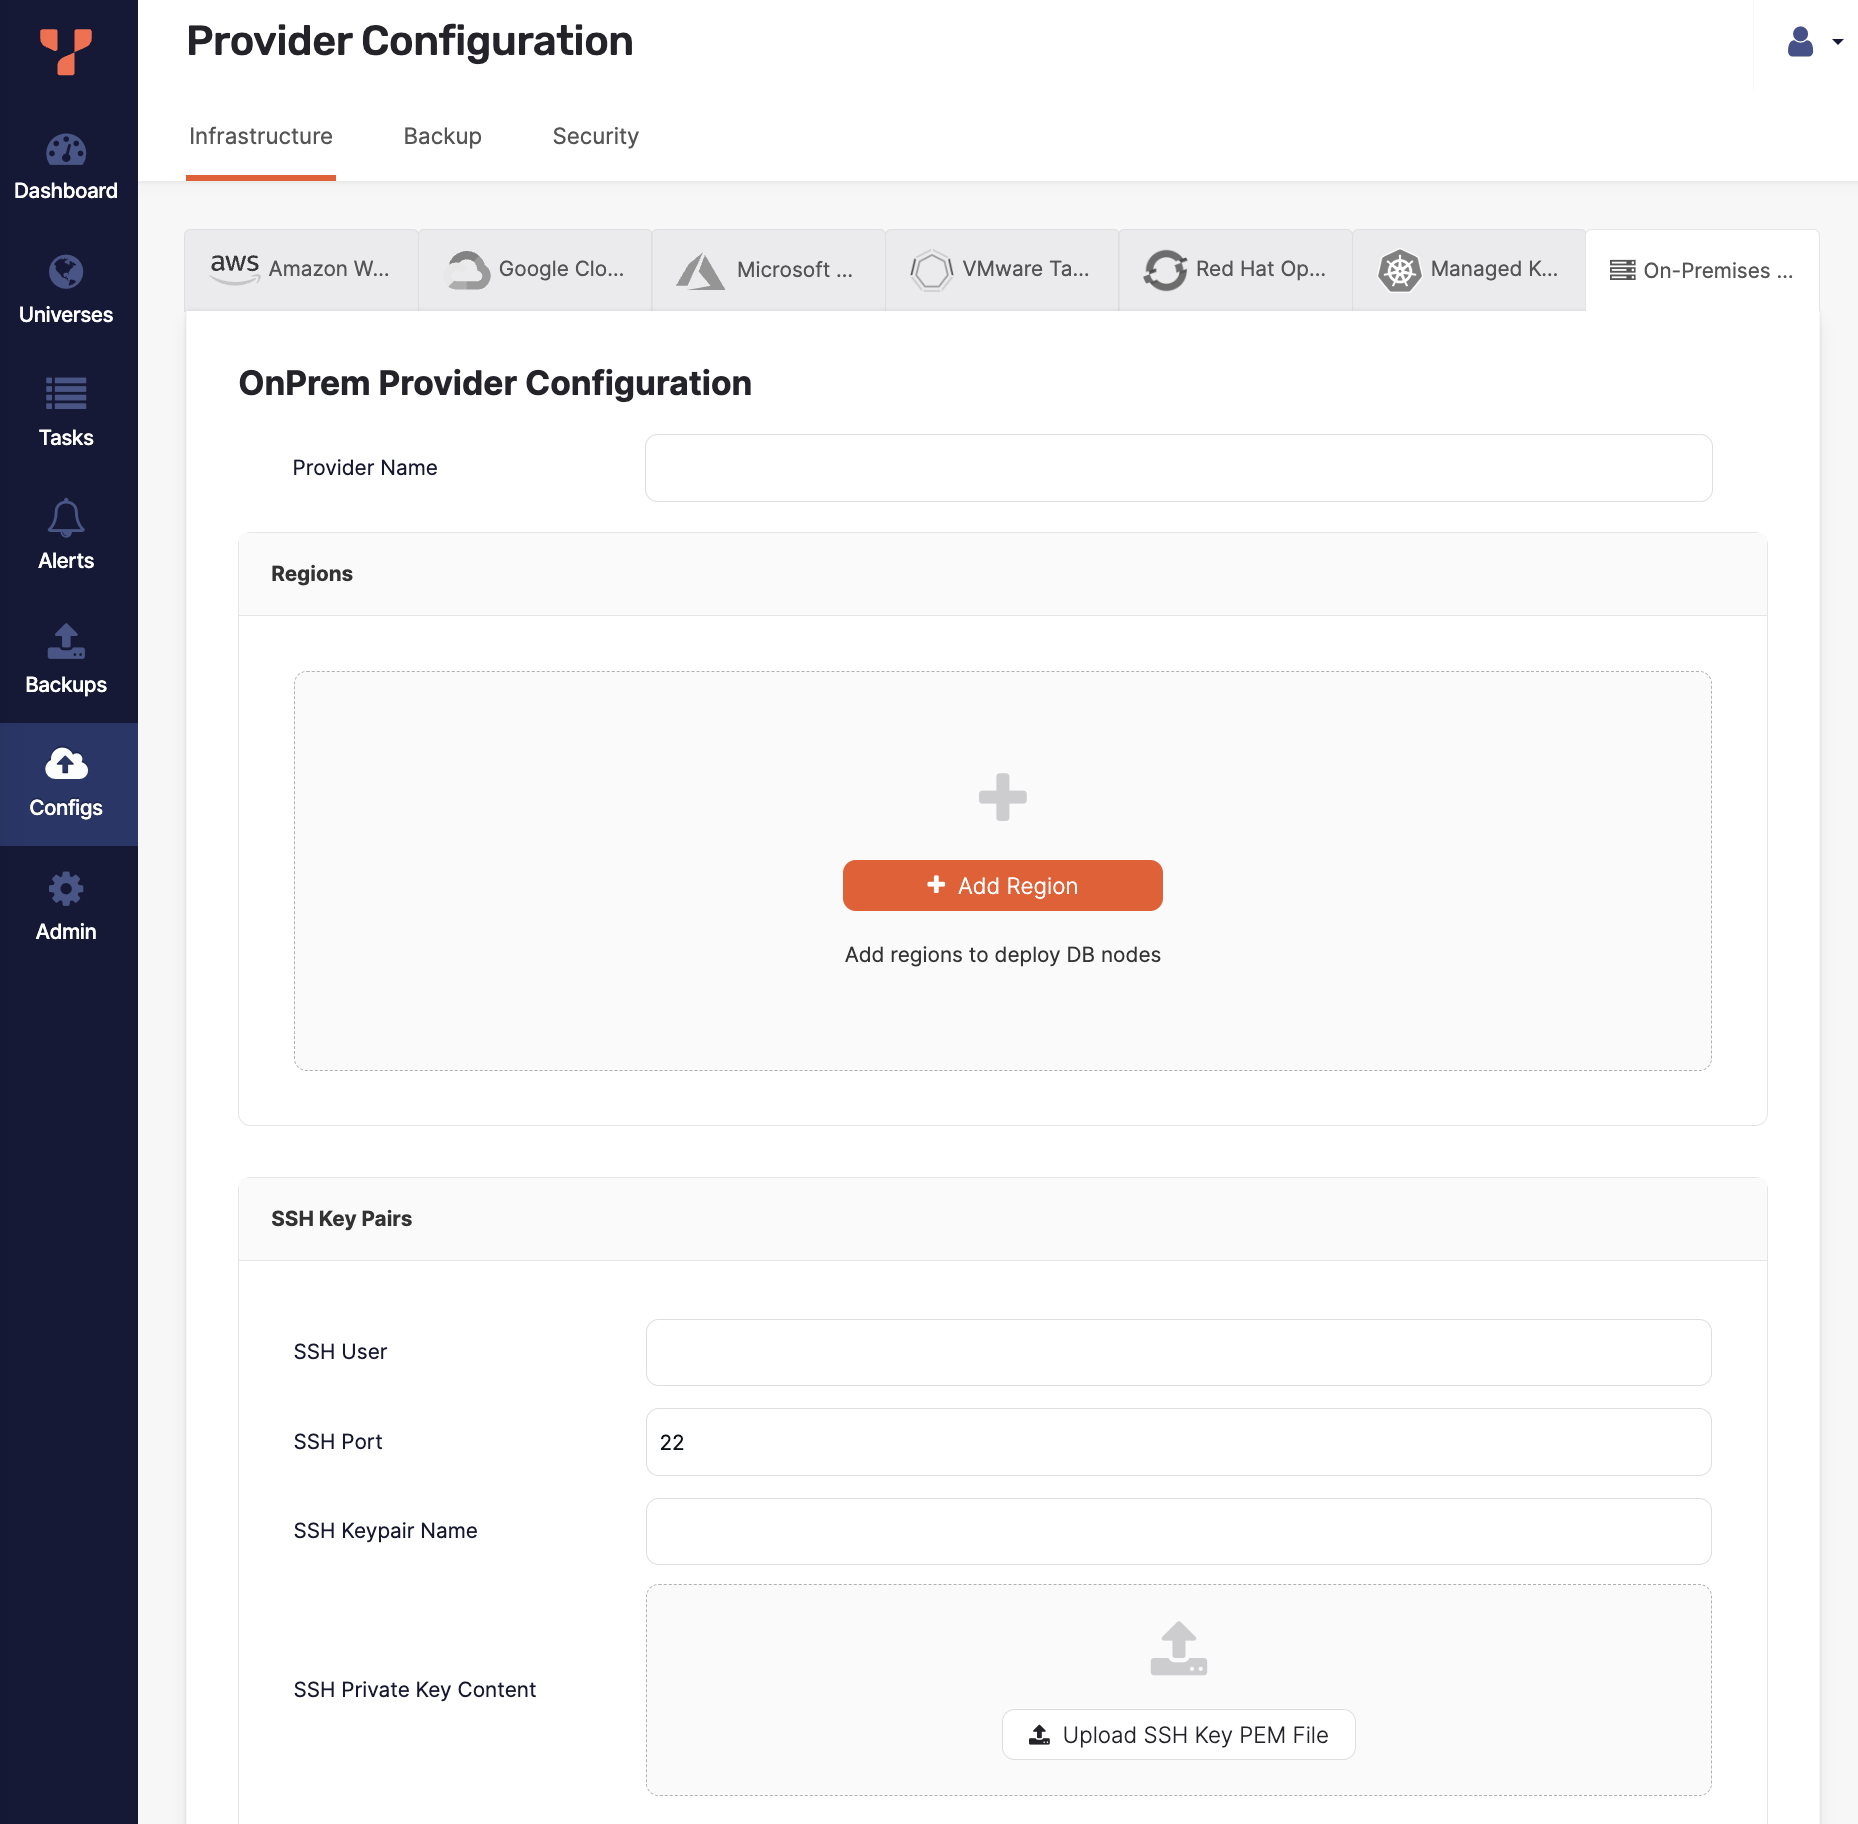 Provider Configuration
Infrastructure
Backup
Security
Dashboard
Universes
Tasks
Alerts
Backups
Configs
Admin
aws Amazon W...
Google Clo...
Microsoft ...
VMware Ta...
Red Hat Op...
Managed K...
On-Premises ...
OnPrem Provider Configuration
Provider Name
Regions
Add Region
Add regions to deploy DB nodes
SSH Key Pairs
SSH User
SSH Port
22
SSH Keypair Name
SSH Private Key Content
Upload SSH Key PEM File